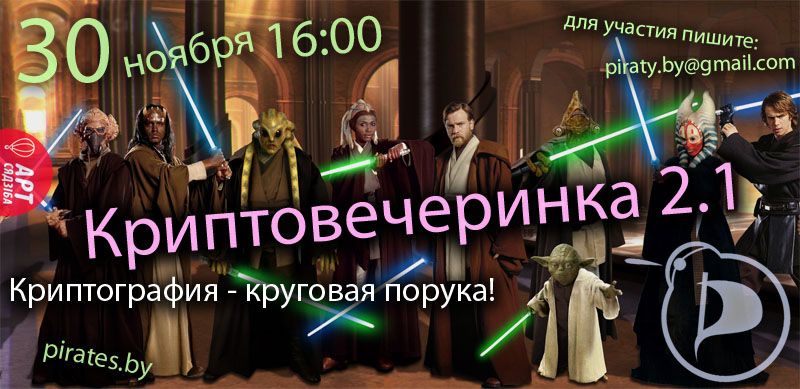 30 ноября 16:00
для участия пишите:
piraty.by@gmail.com
АРТ
СЯДЗІБА
Криптовечеринка 2.1
Криптография - круговая порука!
pirates.by